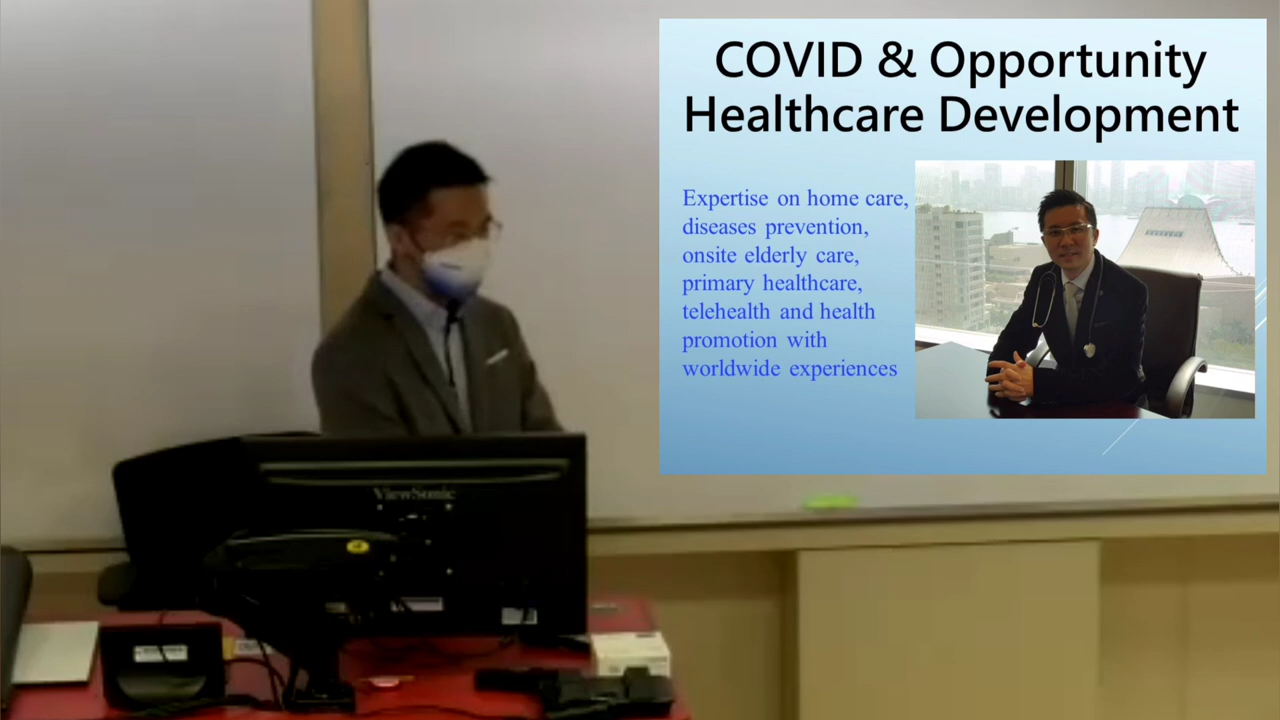 COVID & Opportunity
Healthcare Development
Expertise on home care,
diseases prevention,
onsite elderly care,
primary healthcare,
telehealth and health
promotion with
worldwide experiences
ViewSonic